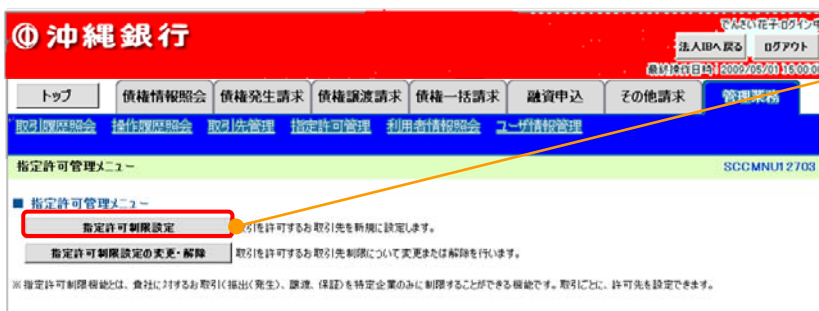 沖縄銀行
でんさい花子ログイン中
法人IBへ戻る ログアウト
最終操作日時 2009/05/01 15:00:00
トップ 債権情報照会 債権発生請求 債権譲渡請求 債権一括請求 融資申込 その他請求 管理業務
取引履歴照会 操作履歴照会 取引先管理 指定許可管理 利用者情報照会 ユーザ情報管理
指定許可管理メニュー SCCMNU12703
■ 指定許可管理メニュー
指定許可制限設定 取引を許可するお取引先を新規に設定します。
指定許可制限設定の変更・解除 取引を許可するお取引先制限について変更または解除を行います。
※指定許可制限機能とは、貴社に対するお取引(振出(発生)、譲渡、保証)を特定企業のみに制限することができる機能です。取引ごとに、許可先を設定できます。